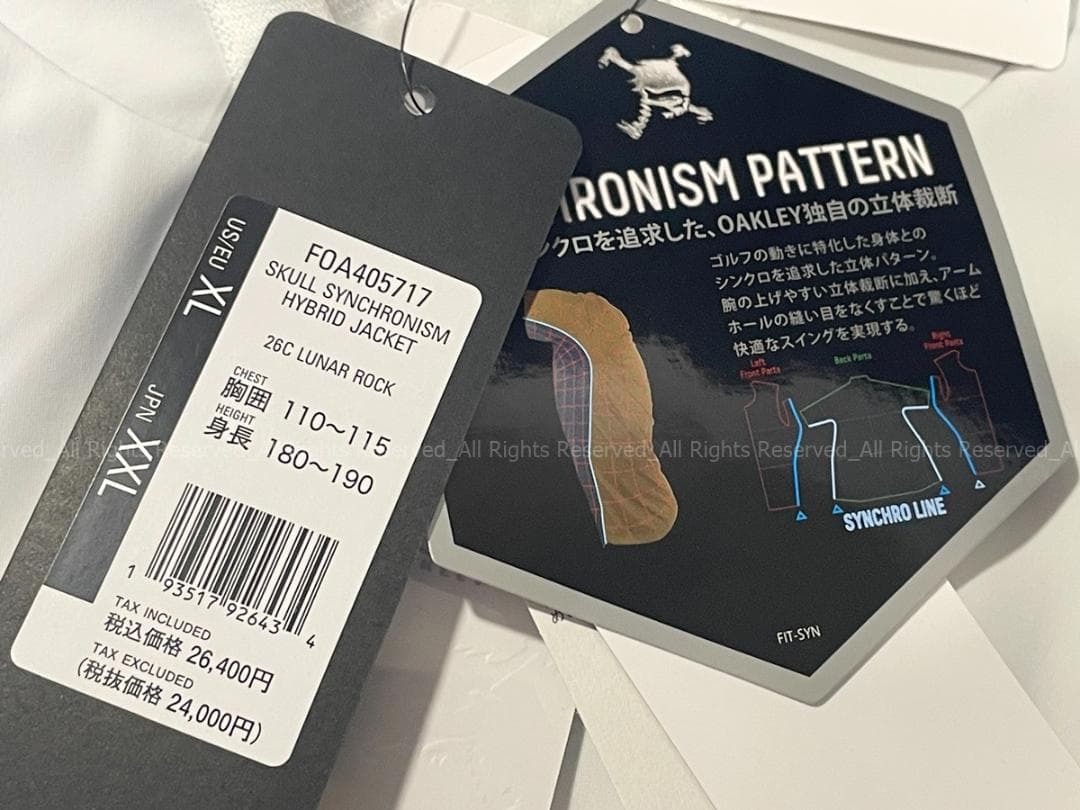 US/EU XL
JPN XXL
FOA405717
SKULL SYNCHRONISM
HYBRID JACKET
26C LUNAR ROCK
CHEST
胸囲 110～115
HEIGHT
身長 180～190
1 93517 92643 4
TAX INCLUDED
税込価格 26,400円
TAX EXCLUDED
(税抜価格 24,000円)
HRONISM PATTERN
ンクロを追求した、OAKLEY独自の立体裁断
ゴルフの動きに特化した身体との
シンクロを追求した立体パターン。
腕の上げやすい立体裁断に加え、アーム
ホールの縫い目をなくすことで驚くほど
快適なスイングを実現する。
Left
Front Parts
Back Parts
Right
Front Parts
SYNCHRO LINE
FIT-SYN
rved_All Rights Reserved_All Rights Reserved_All Rights Reserved_A